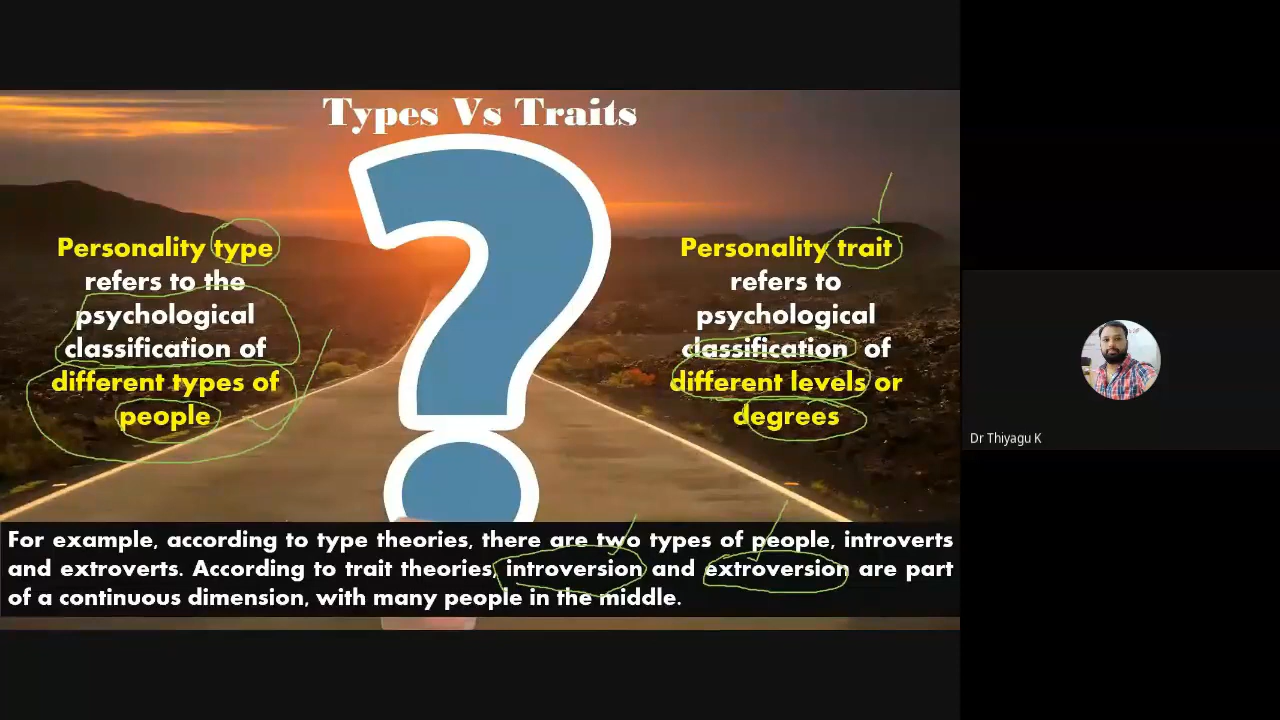 Types Vs Traits
Personality type
refers to the
psychological
classification of
different types of
people
Personality trait
refers to
psychological
classification of
different levels or
degrees
For example, according to type theories, there are two types of people, introverts
and extroverts. According to trait theories, introversion and extroversion are part
of a continuous dimension, with many people in the middle.
Dr Thiyagu K